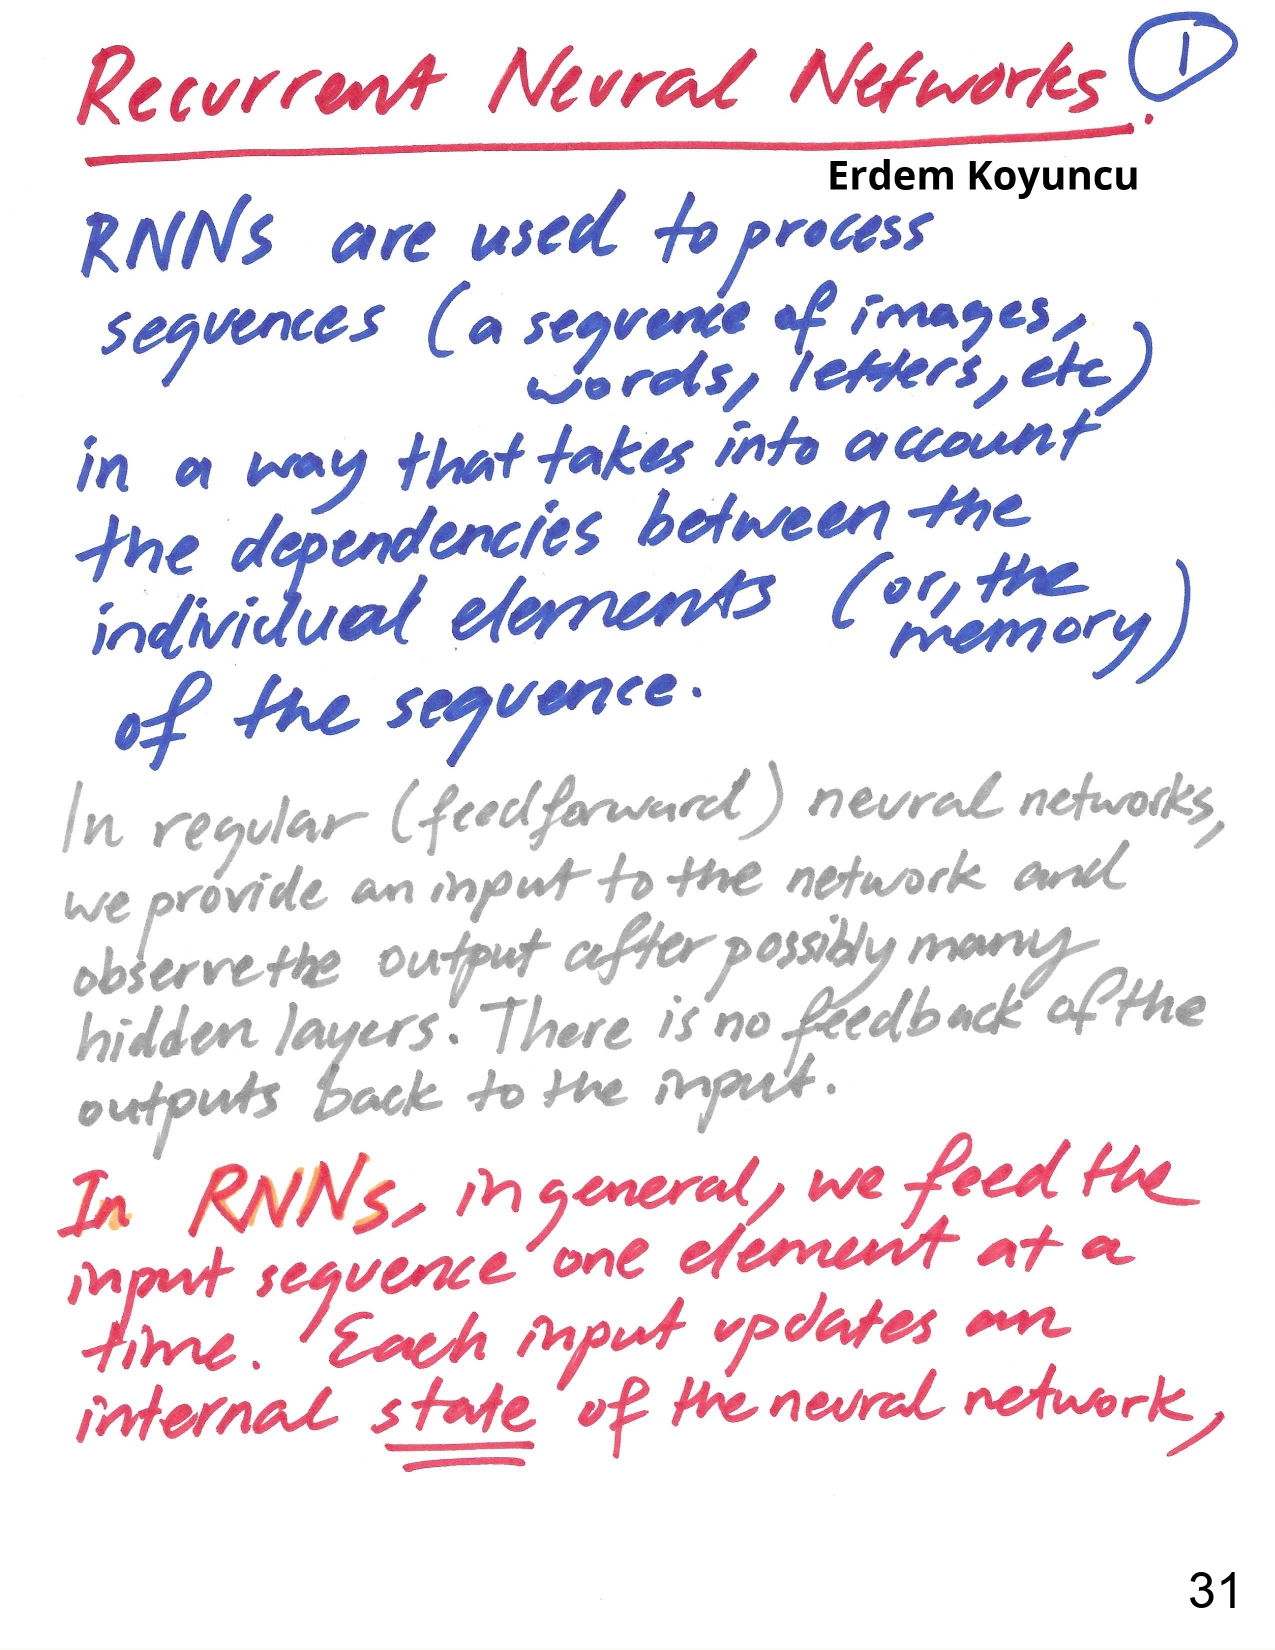 Recurrent Neural Networks.
1
Erdem Koyuncu
RNNs are used to process
sequences (a sequence of images,
words, letters, etc)
in a way that takes into account
the dependencies between the
individual elements (or, the
memory)
of the sequence.
In regular (feedforward) neural networks,
we provide an input to the network and
observe the output after possibly many
hidden layers. There is no feedback of the
outputs back to the input.
In RNNs, in general, we feed the
input sequence one element at a
time. Each input updates an
internal state of the neural network,
31